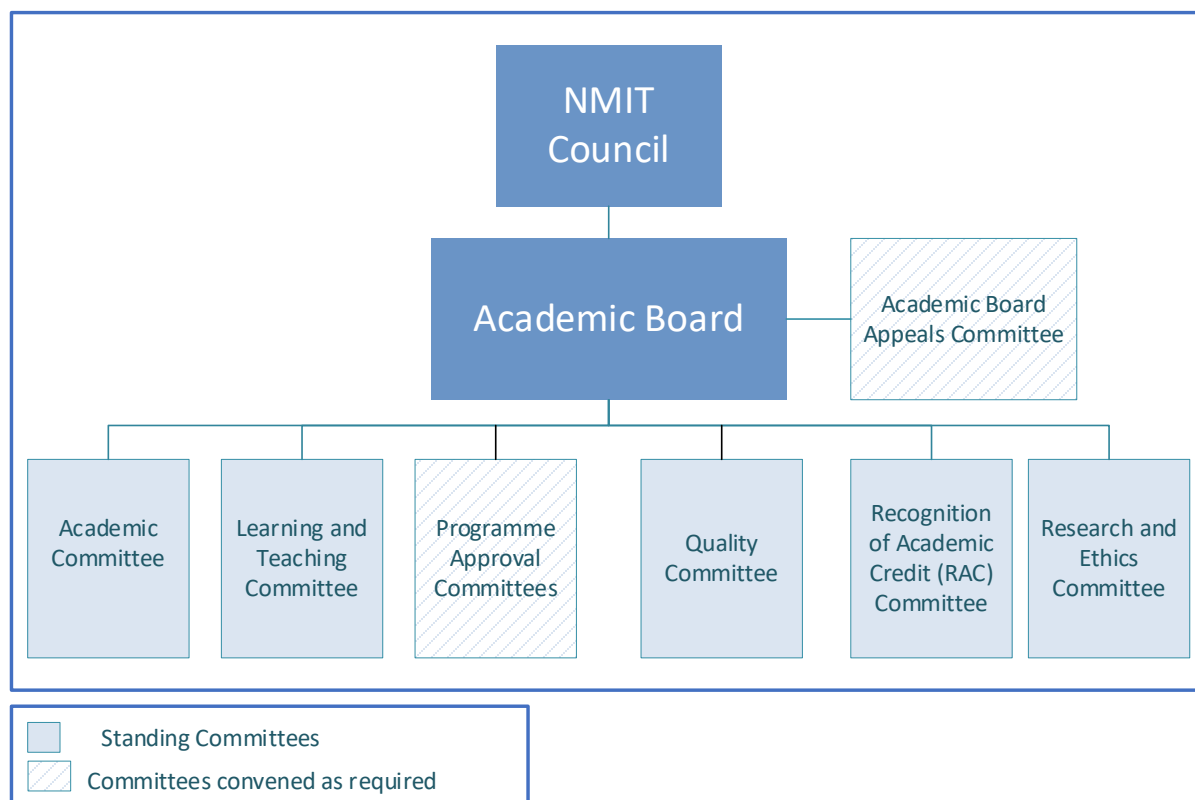 NMIT
Council
Academic Board
Academic Board
Appeals Committee
Academic
Committee
Learning and
Teaching
Committee
Programme
Approval
Committees
Quality
Committee
Recognition
of Academic
Credit (RAC)
Committee
Research and
Ethics
Committee
Standing Committees
Committees convened as required